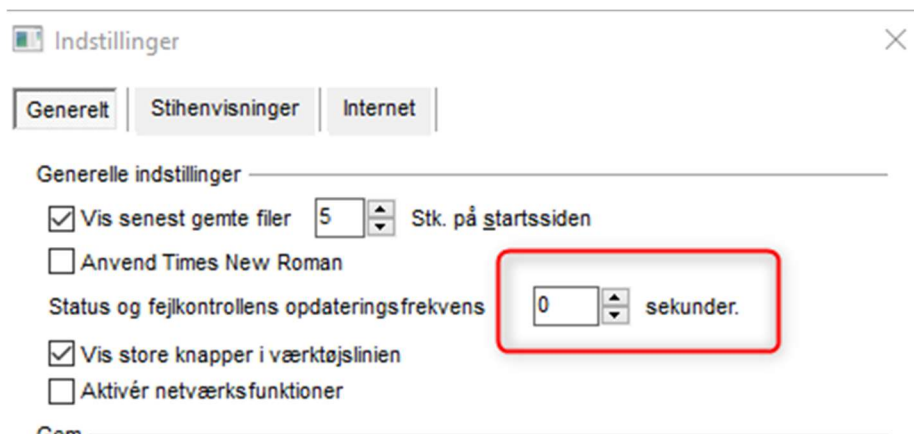 Indstillinger
Generelt Stihenvisninger Internet
Generelle indstillinger
Vis senest gemte filer 5 Stk. på startssiden
Anvend Times New Roman
Status og fejlkontrollens opdateringsfrekvens 0 sekunder.
Vis store knapper i værktøjslinien
Aktivér netværksfunktioner